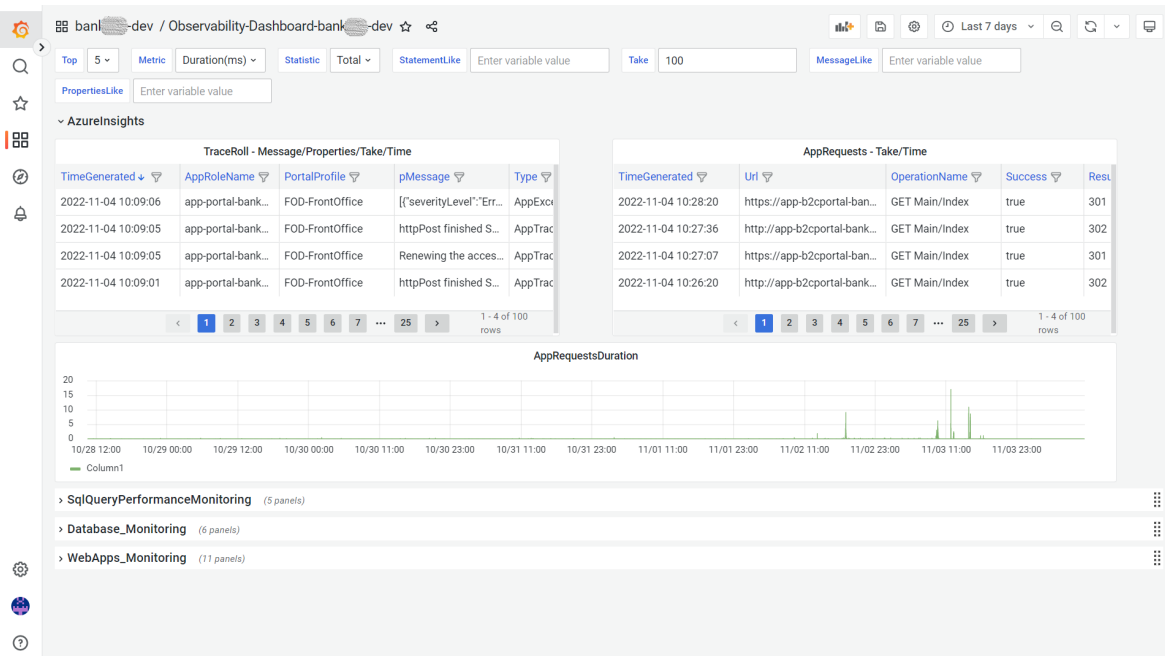 banl -dev / Observability-Dashboard-bank -dev
Last 7 days
Top 5 Metric Duration(ms) Statistic Total StatementLike Enter variable value Take 100 MessageLike Enter variable value
PropertiesLike Enter variable value
AzureInsights
TraceRoll - Message/Properties/Take/Time
TimeGenerated AppRoleName PortalProfile pMessage Type
2022-11-04 10:09:06 app-portal-bank... FOD-FrontOffice [{"severityLevel":"Err... AppExce
2022-11-04 10:09:05 app-portal-bank... FOD-FrontOffice httpPost finished S... AppTrac
2022-11-04 10:09:05 app-portal-bank... FOD-FrontOffice Renewing the acces... AppTrac
2022-11-04 10:09:01 app-portal-bank... FOD-FrontOffice httpPost finished S... AppTrac
1 2 3 4 5 6 7 ••• 25
1 - 4 of 100
rows
AppRequests - Take/Time
TimeGenerated Url OperationName Success Resu
2022-11-04 10:28:20 https://app-b2cportal-ban... GET Main/Index true 301
2022-11-04 10:27:36 http://app-b2cportal-bank... GET Main/Index true 302
2022-11-04 10:27:07 https://app-b2cportal-ban... GET Main/Index true 301
2022-11-04 10:26:20 http://app-b2cportal-bank... GET Main/Index true 302
1 2 3 4 5 6 7 ••• 25
1 - 4 of 100
rows
AppRequestsDuration
20
15
10
5
0
10/28 12:00 10/29 00:00 10/29 12:00 10/30 00:00 10/30 11:00 10/30 23:00 10/31 11:00 10/31 23:00 11/01 11:00 11/01 23:00 11/02 11:00 11/02 23:00 11/03 11:00 11/03 23:00
Column1
SqlQueryPerformanceMonitoring (5 panels)
Database_Monitoring (6 panels)
WebApps_Monitoring (11 panels)